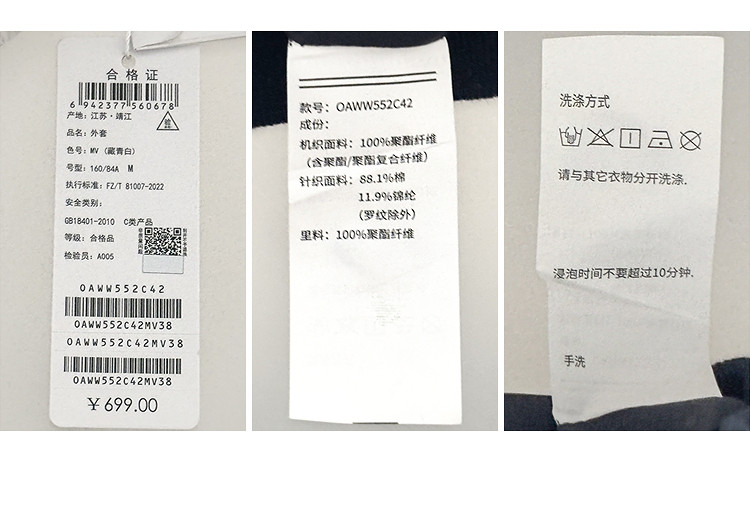 合格证
6 942377 560678
产地：江苏·靖江
品名：外套
色号：MV（藏青白）
号型：160/84A M
执行标准：FZ/T 81007-2022
安全类别：
GB18401-2010 C类产品
等级：合格品
检验员：A005
OAWW552C42
OAWW552C42MV38
OAWW552C42MV38
OAWW552C42MV38
￥699.00
款号：OAWW552C42
成份：
机织面料：100%聚酯纤维
（含聚酯/聚酯复合纤维）
针织面料：88.1%棉
11.9%锦纶
（罗纹除外）
里料：100%聚酯纤维
洗涤方式
请与其它衣物分开洗涤.
浸泡时间不要超过10分钟.
手洗